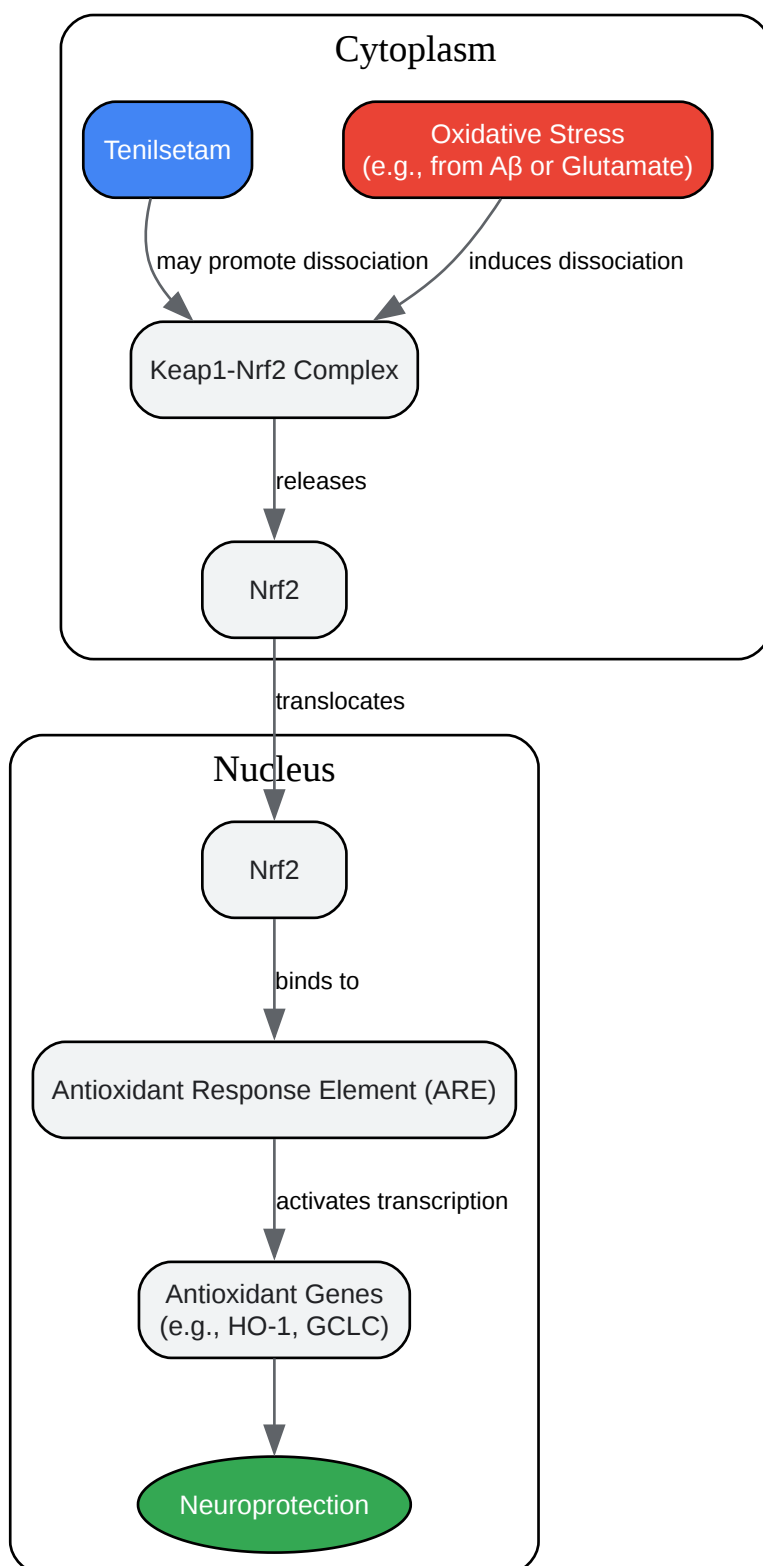 Cytoplasm
Tenilsetam
Oxidative Stress
(e.g., from Aβ or Glutamate)
may promote dissociation
induces dissociation
Keap1-Nrf2 Complex
releases
Nrf2
translocates
Nucleus
Nrf2
binds to
Antioxidant Response Element (ARE)
activates transcription
Antioxidant Genes
(e.g., HO-1, GCLC)
Neuroprotection